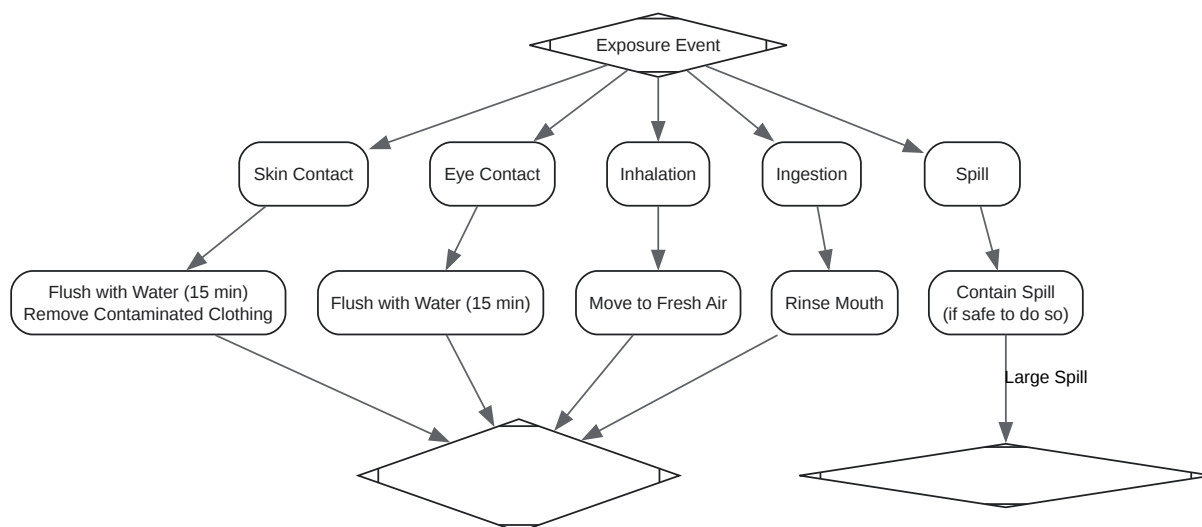 Exposure Event
Skin Contact
Eye Contact
Inhalation
Ingestion
Spill
Flush with Water (15 min)
Remove Contaminated Clothing
Flush with Water (15 min)
Move to Fresh Air
Rinse Mouth
Contain Spill
(if safe to do so)
Large Spill